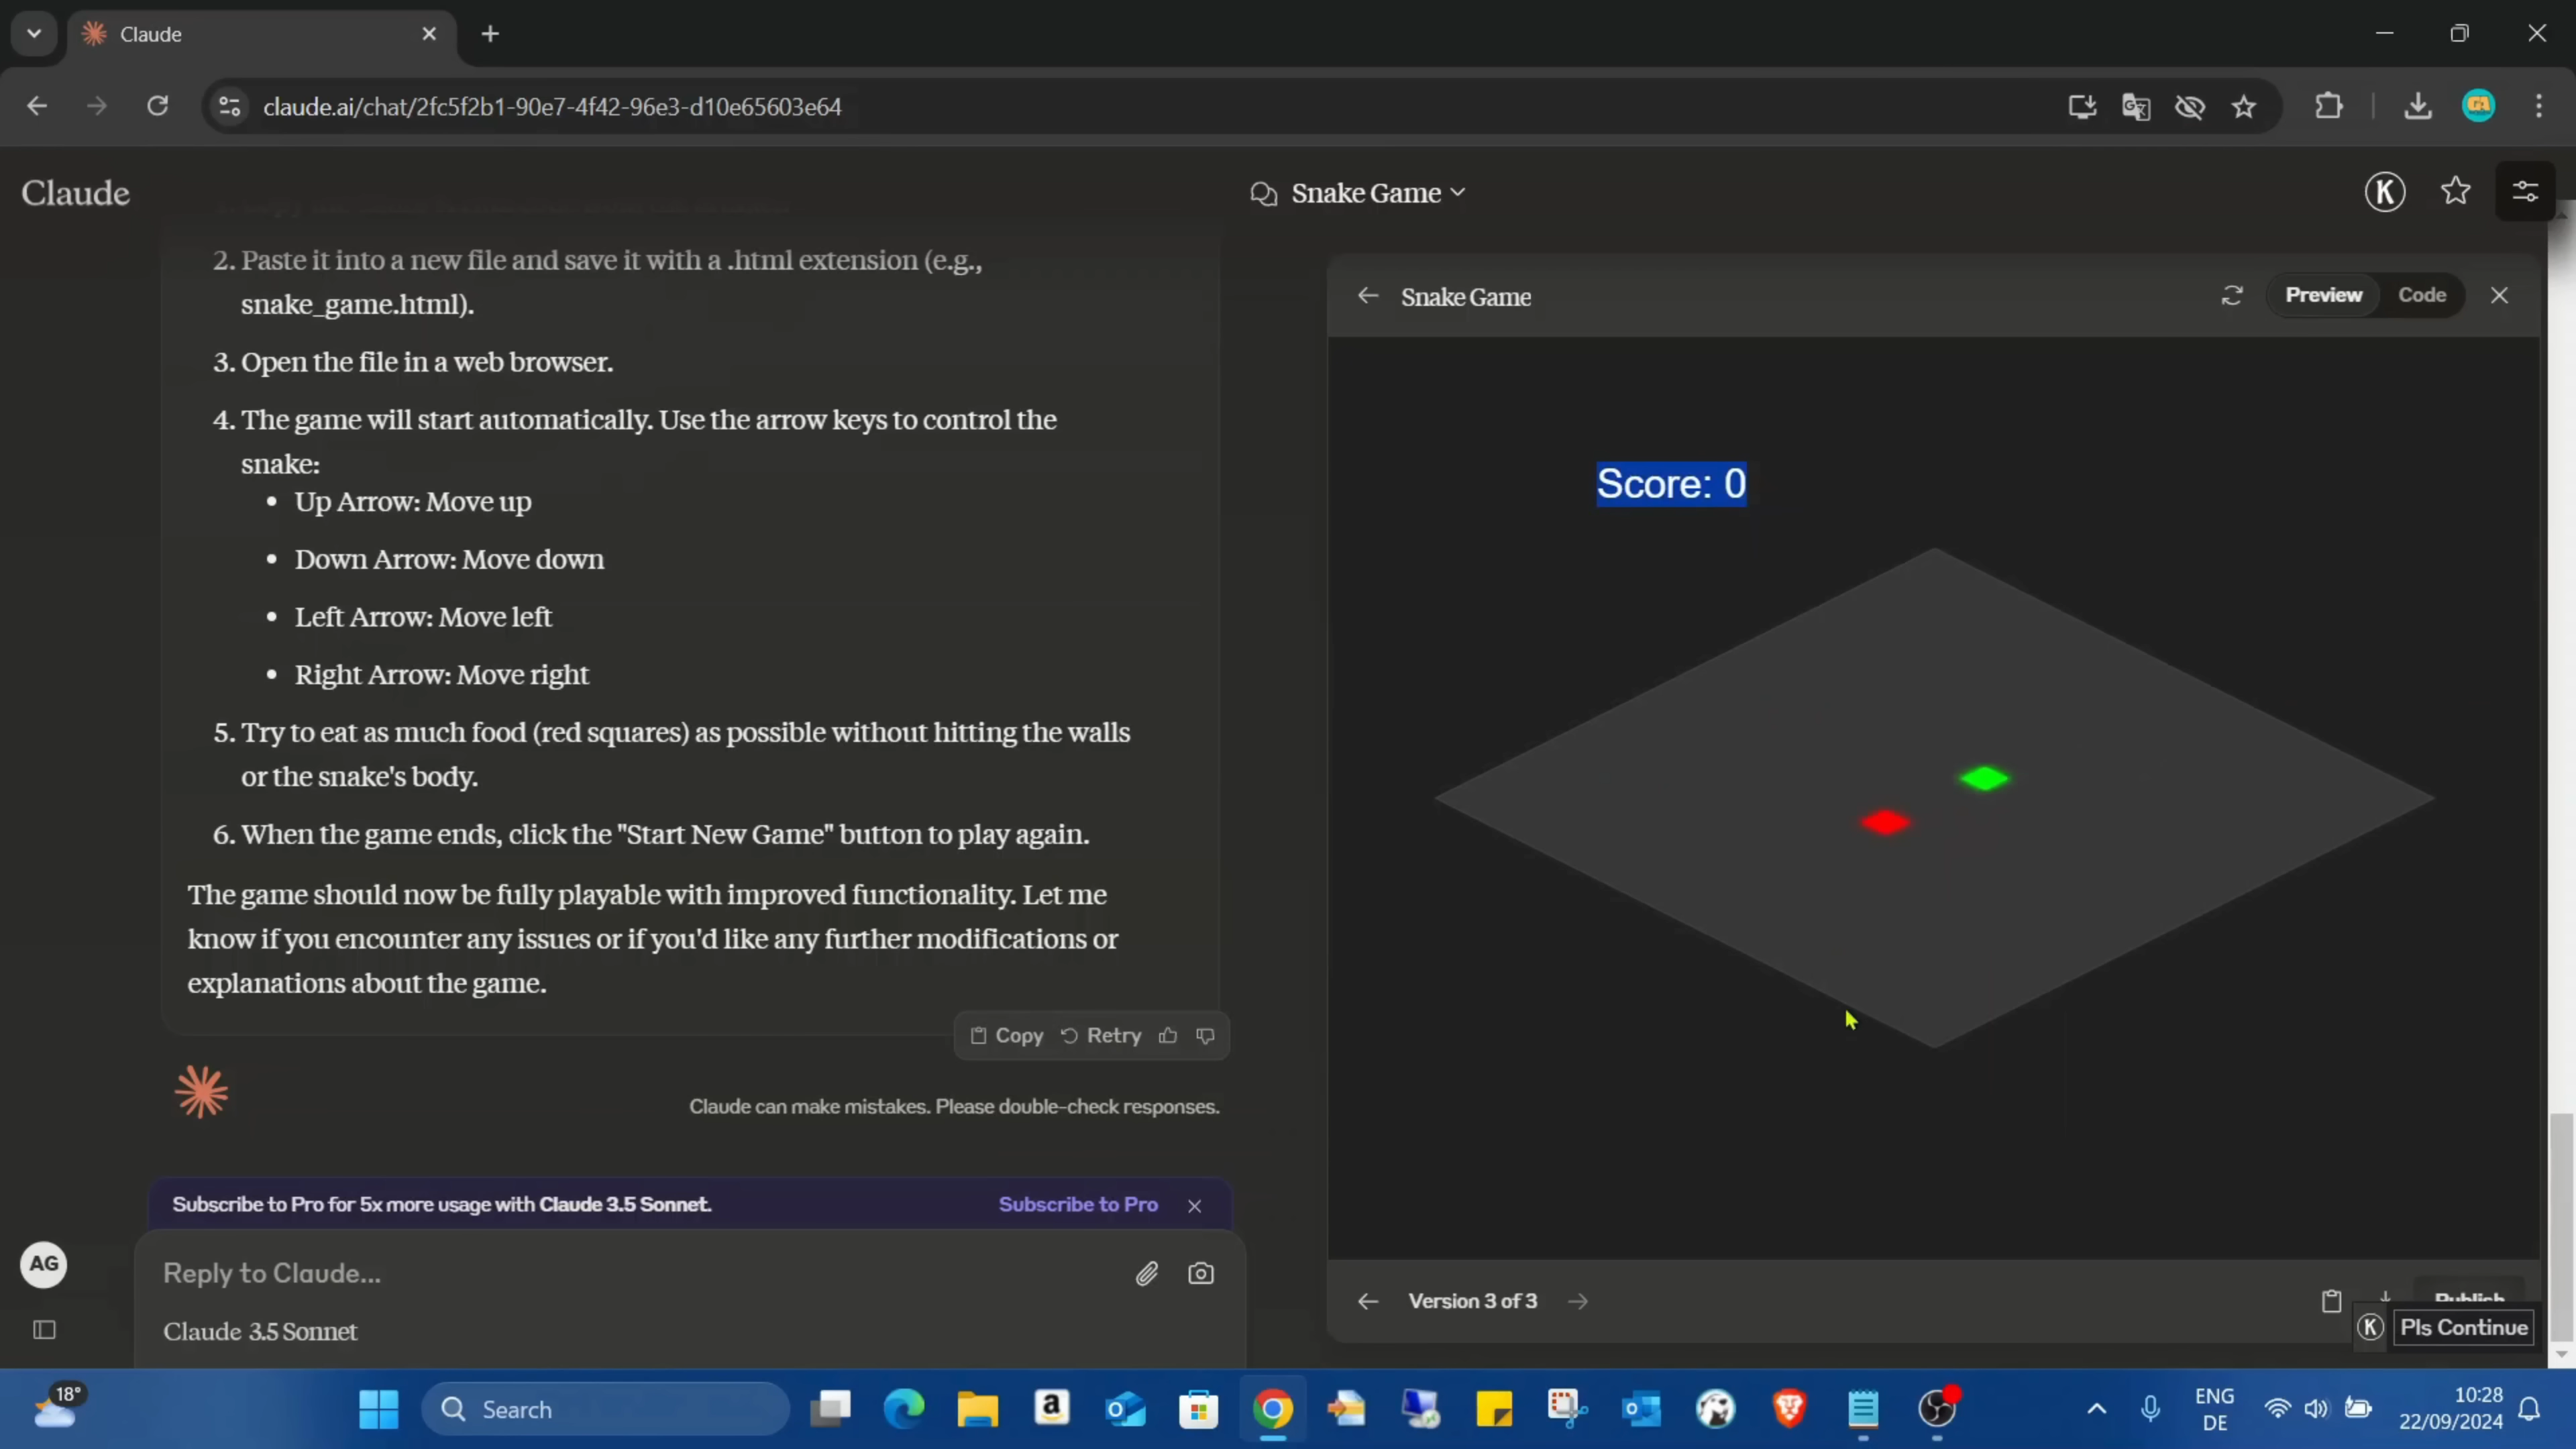 Claude
claude.ai/chat/2fc5f2b1-90e7-4f42-96e3-d10e65603e64
Claude
Snake Game
2. Paste it into a new file and save it with a .html extension (e.g.,
snake_game.html).
3. Open the file in a web browser.
4. The game will start automatically. Use the arrow keys to control the
snake:
• Up Arrow: Move up
• Down Arrow: Move down
• Left Arrow: Move left
• Right Arrow: Move right
5. Try to eat as much food (red squares) as possible without hitting the walls
or the snake's body.
6. When the game ends, click the "Start New Game" button to play again.
The game should now be fully playable with improved functionality. Let me
know if you encounter any issues or if you'd like any further modifications or
explanations about the game.
Copy Retry
Claude can make mistakes. Please double-check responses.
Subscribe to Pro for 5x more usage with Claude 3.5 Sonnet. Subscribe to Pro
AG
Reply to Claude...
Claude 3.5 Sonnet
Snake Game
Preview Code
Score: 0
Version 3 of 3
Publish
K Pls Continue
18°
Search
ENG
DE
10:28
22/09/2024